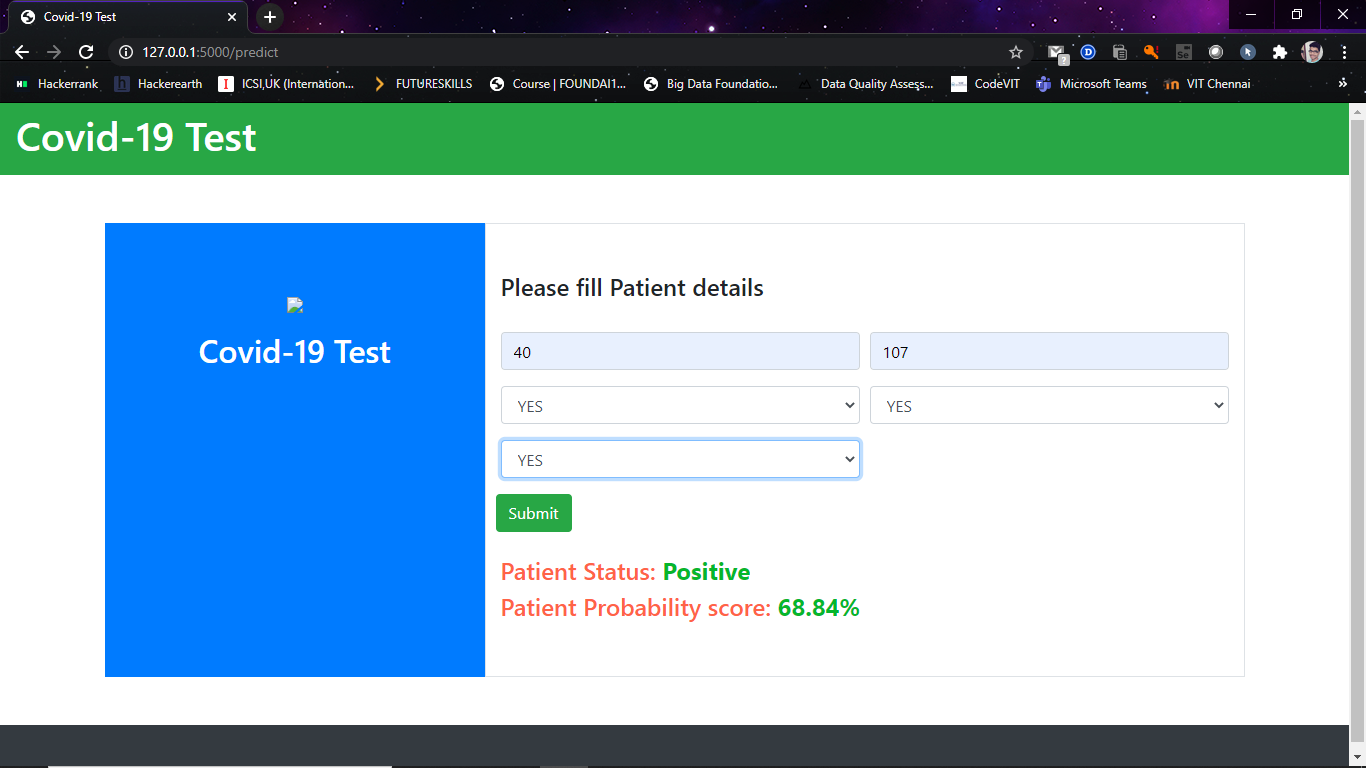 Covid-19 Test
127.0.0.1:5000/predict
Hackerrank Hackerearth ICSI,UK (Internation... FUTURESKILLS Course | FOUNDAI1... Big Data Foundatio... Data Quality Assess... CodeVIT Microsoft Teams VIT Chennai »
Covid-19 Test
Covid-19 Test
Please fill Patient details
40 107
YES YES
YES
Submit
Patient Status: Positive
Patient Probability score: 68.84%